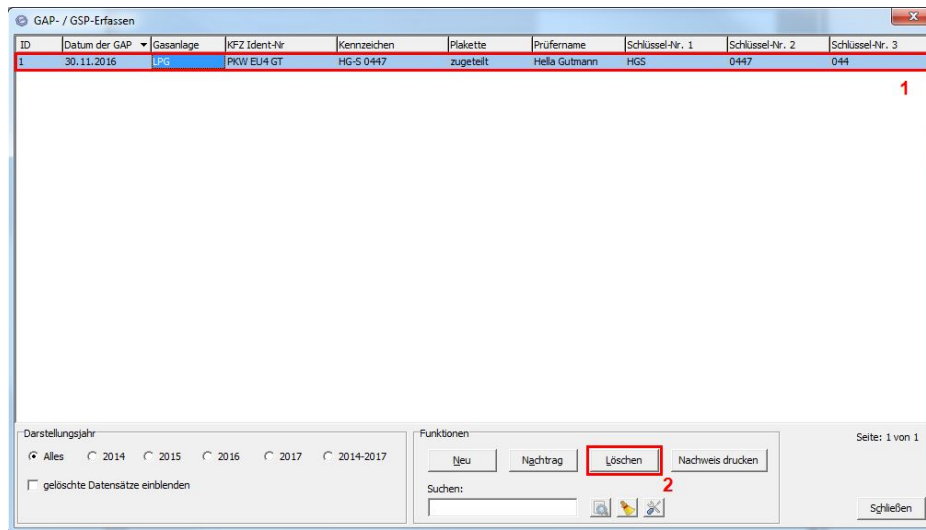 GAP- / GSP-Erfassen
ID Datum der GAP Gasanlage KFZ Ident-Nr Kennzeichen Plakette Prüfername Schlüssel-Nr. 1 Schlüssel-Nr. 2 Schlüssel-Nr. 3
1 30.11.2016 LPG PKW EU4 GT HG-S 0447 zugeteilt Hella Gutmann HGS 0447 044
1
Darstellungsjahr
Alles 2014 2015 2016 2017 2014-2017
gelöschte Datensätze einblenden
Funktionen
Neu Nachtrag Löschen Nachweis drucken
2
Suchen:
Seite: 1 von 1
Schließen